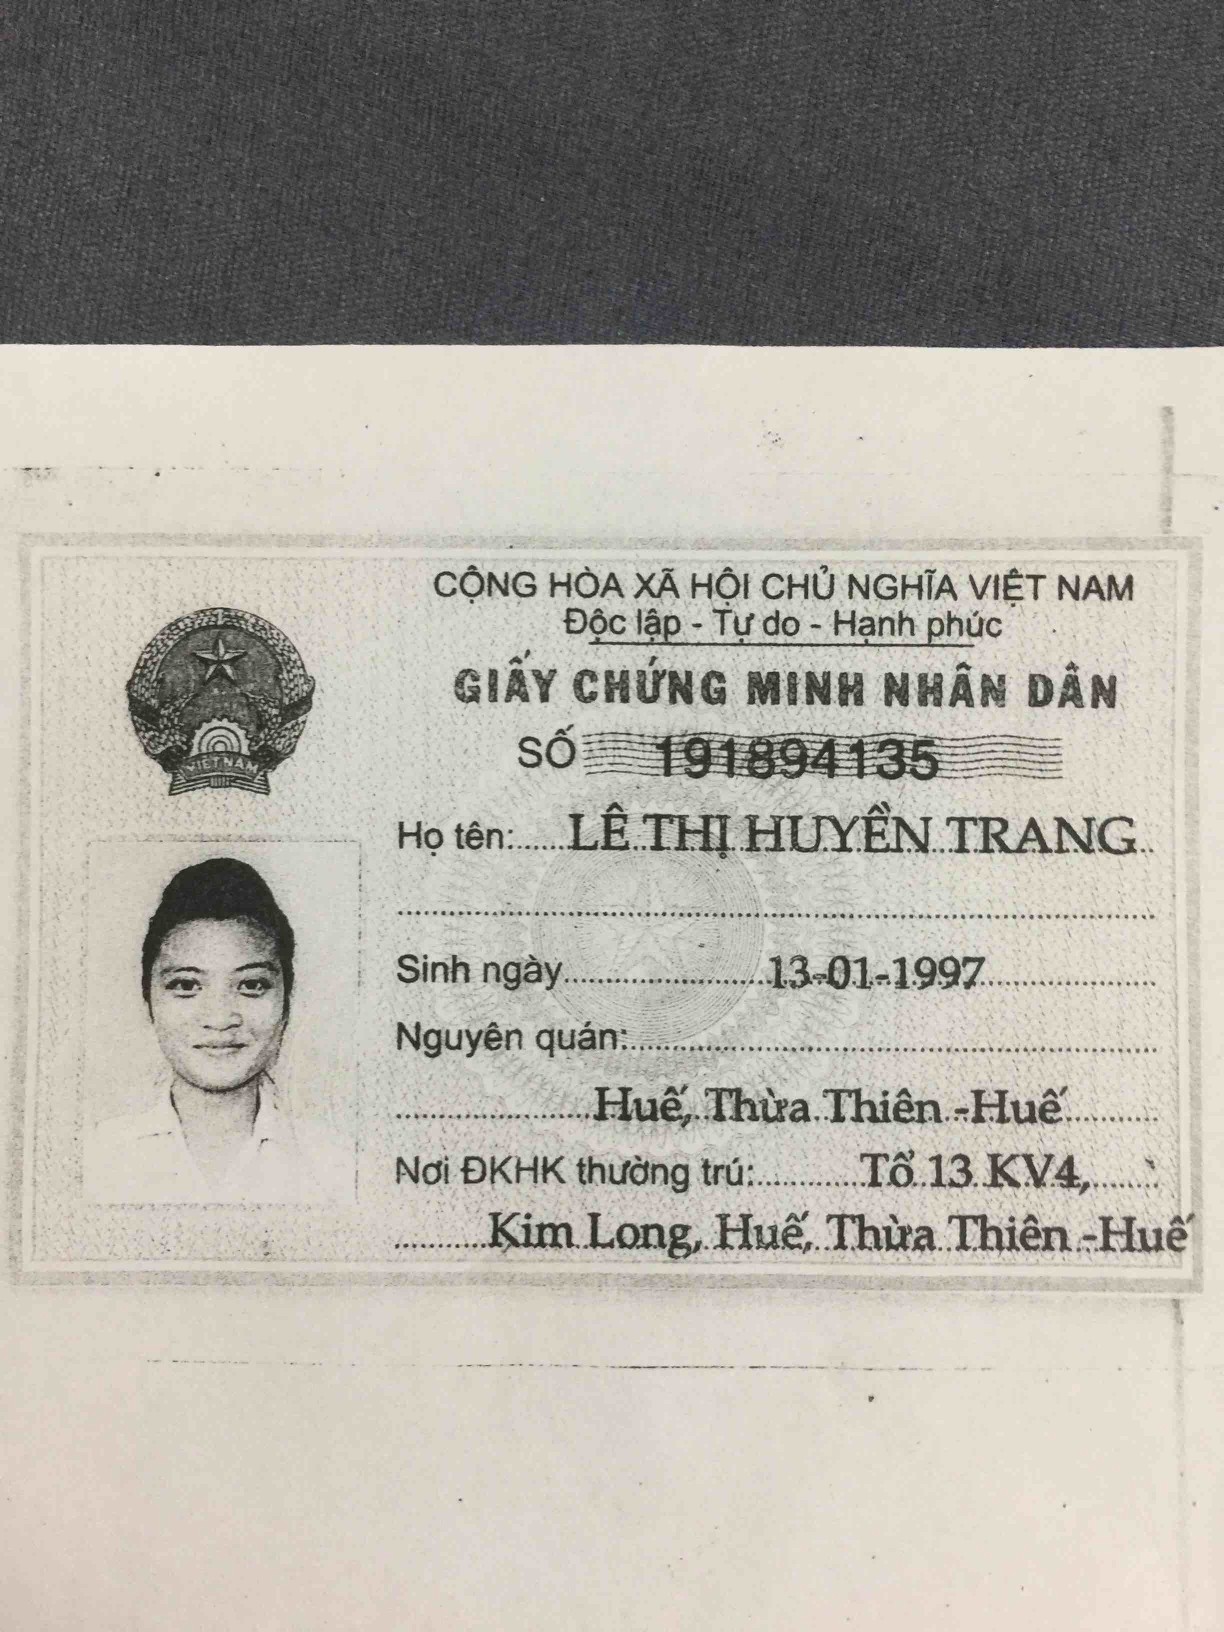 CỘNG HÒA XÃ HỘI CHỦ NGHĨA VIỆT NAM
Độc lập - Tự do - Hạnh phúc
GIẤY CHỨNG MINH NHÂN DÂN
SỐ 191894135
VIỆT NAM
Họ tên: LÊ THỊ HUYỀN TRANG
Sinh ngày 13-01-1997
Nguyên quán:
Huế, Thừa Thiên -Huế
Nơi ĐKHK thường trú: Tổ 13 KV4,
Kim Long, Huế, Thừa Thiên -Huế